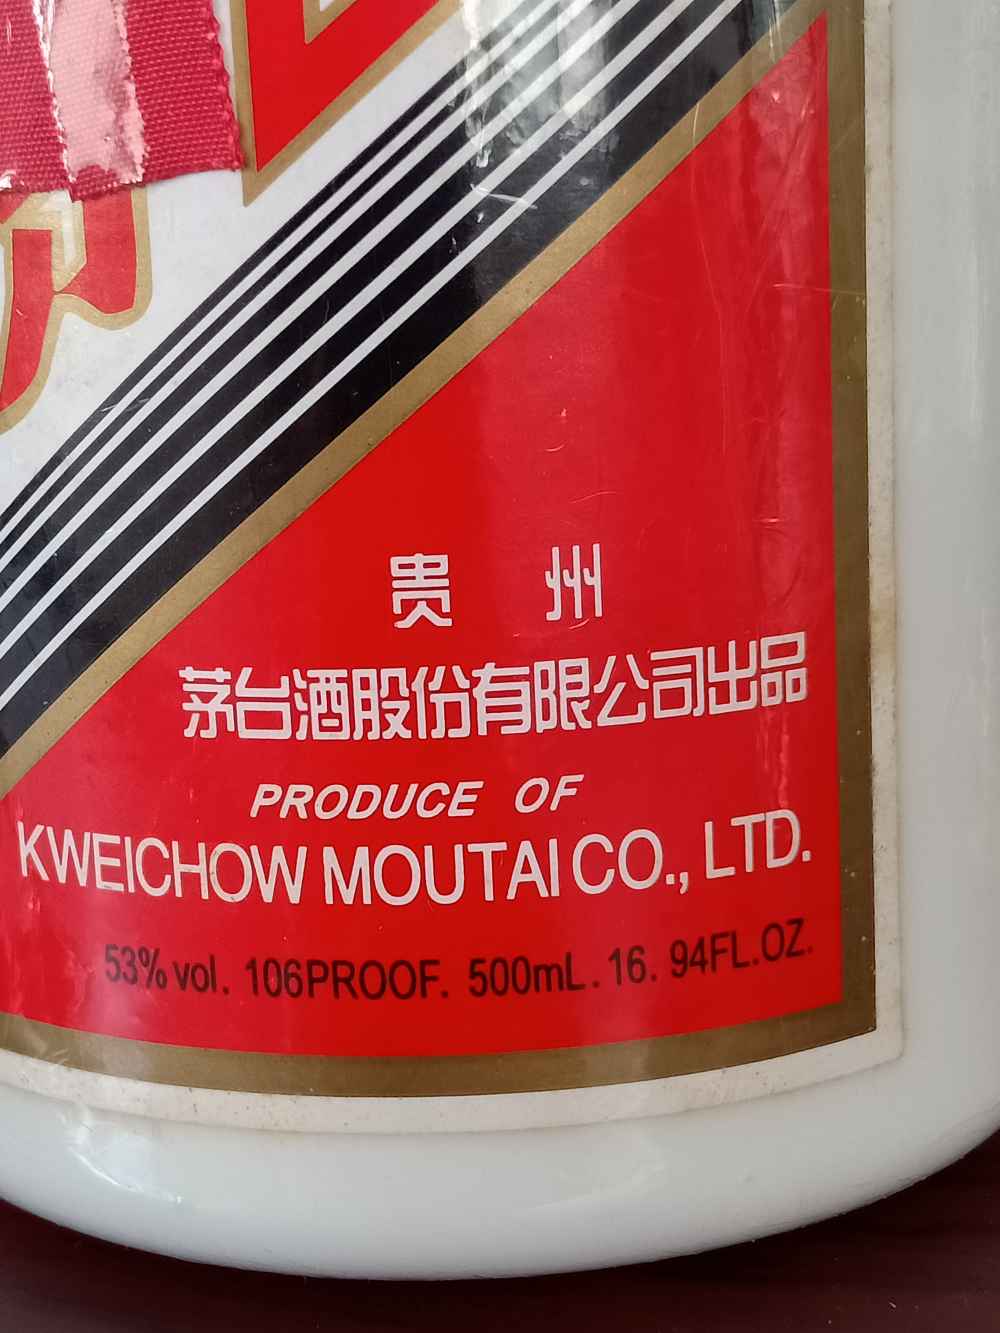 贵 州
茅台酒股份有限公司出品
PRODUCE OF
KWEICHOW MOUTAI CO., LTD.
53% vol. 106PROOF. 500mL. 16. 94FL.OZ.